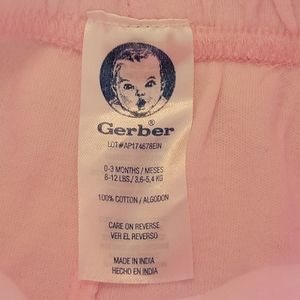 Gerber®
LOT#AP174678EIN
0-3 MONTHS / MESES
8-12 LBS./ 3,6-5,4 KG
100% COTTON / ALGODON
CARE ON REVERSE
VER EL REVERSO
MADE IN INDIA
HECHO EN INDIA